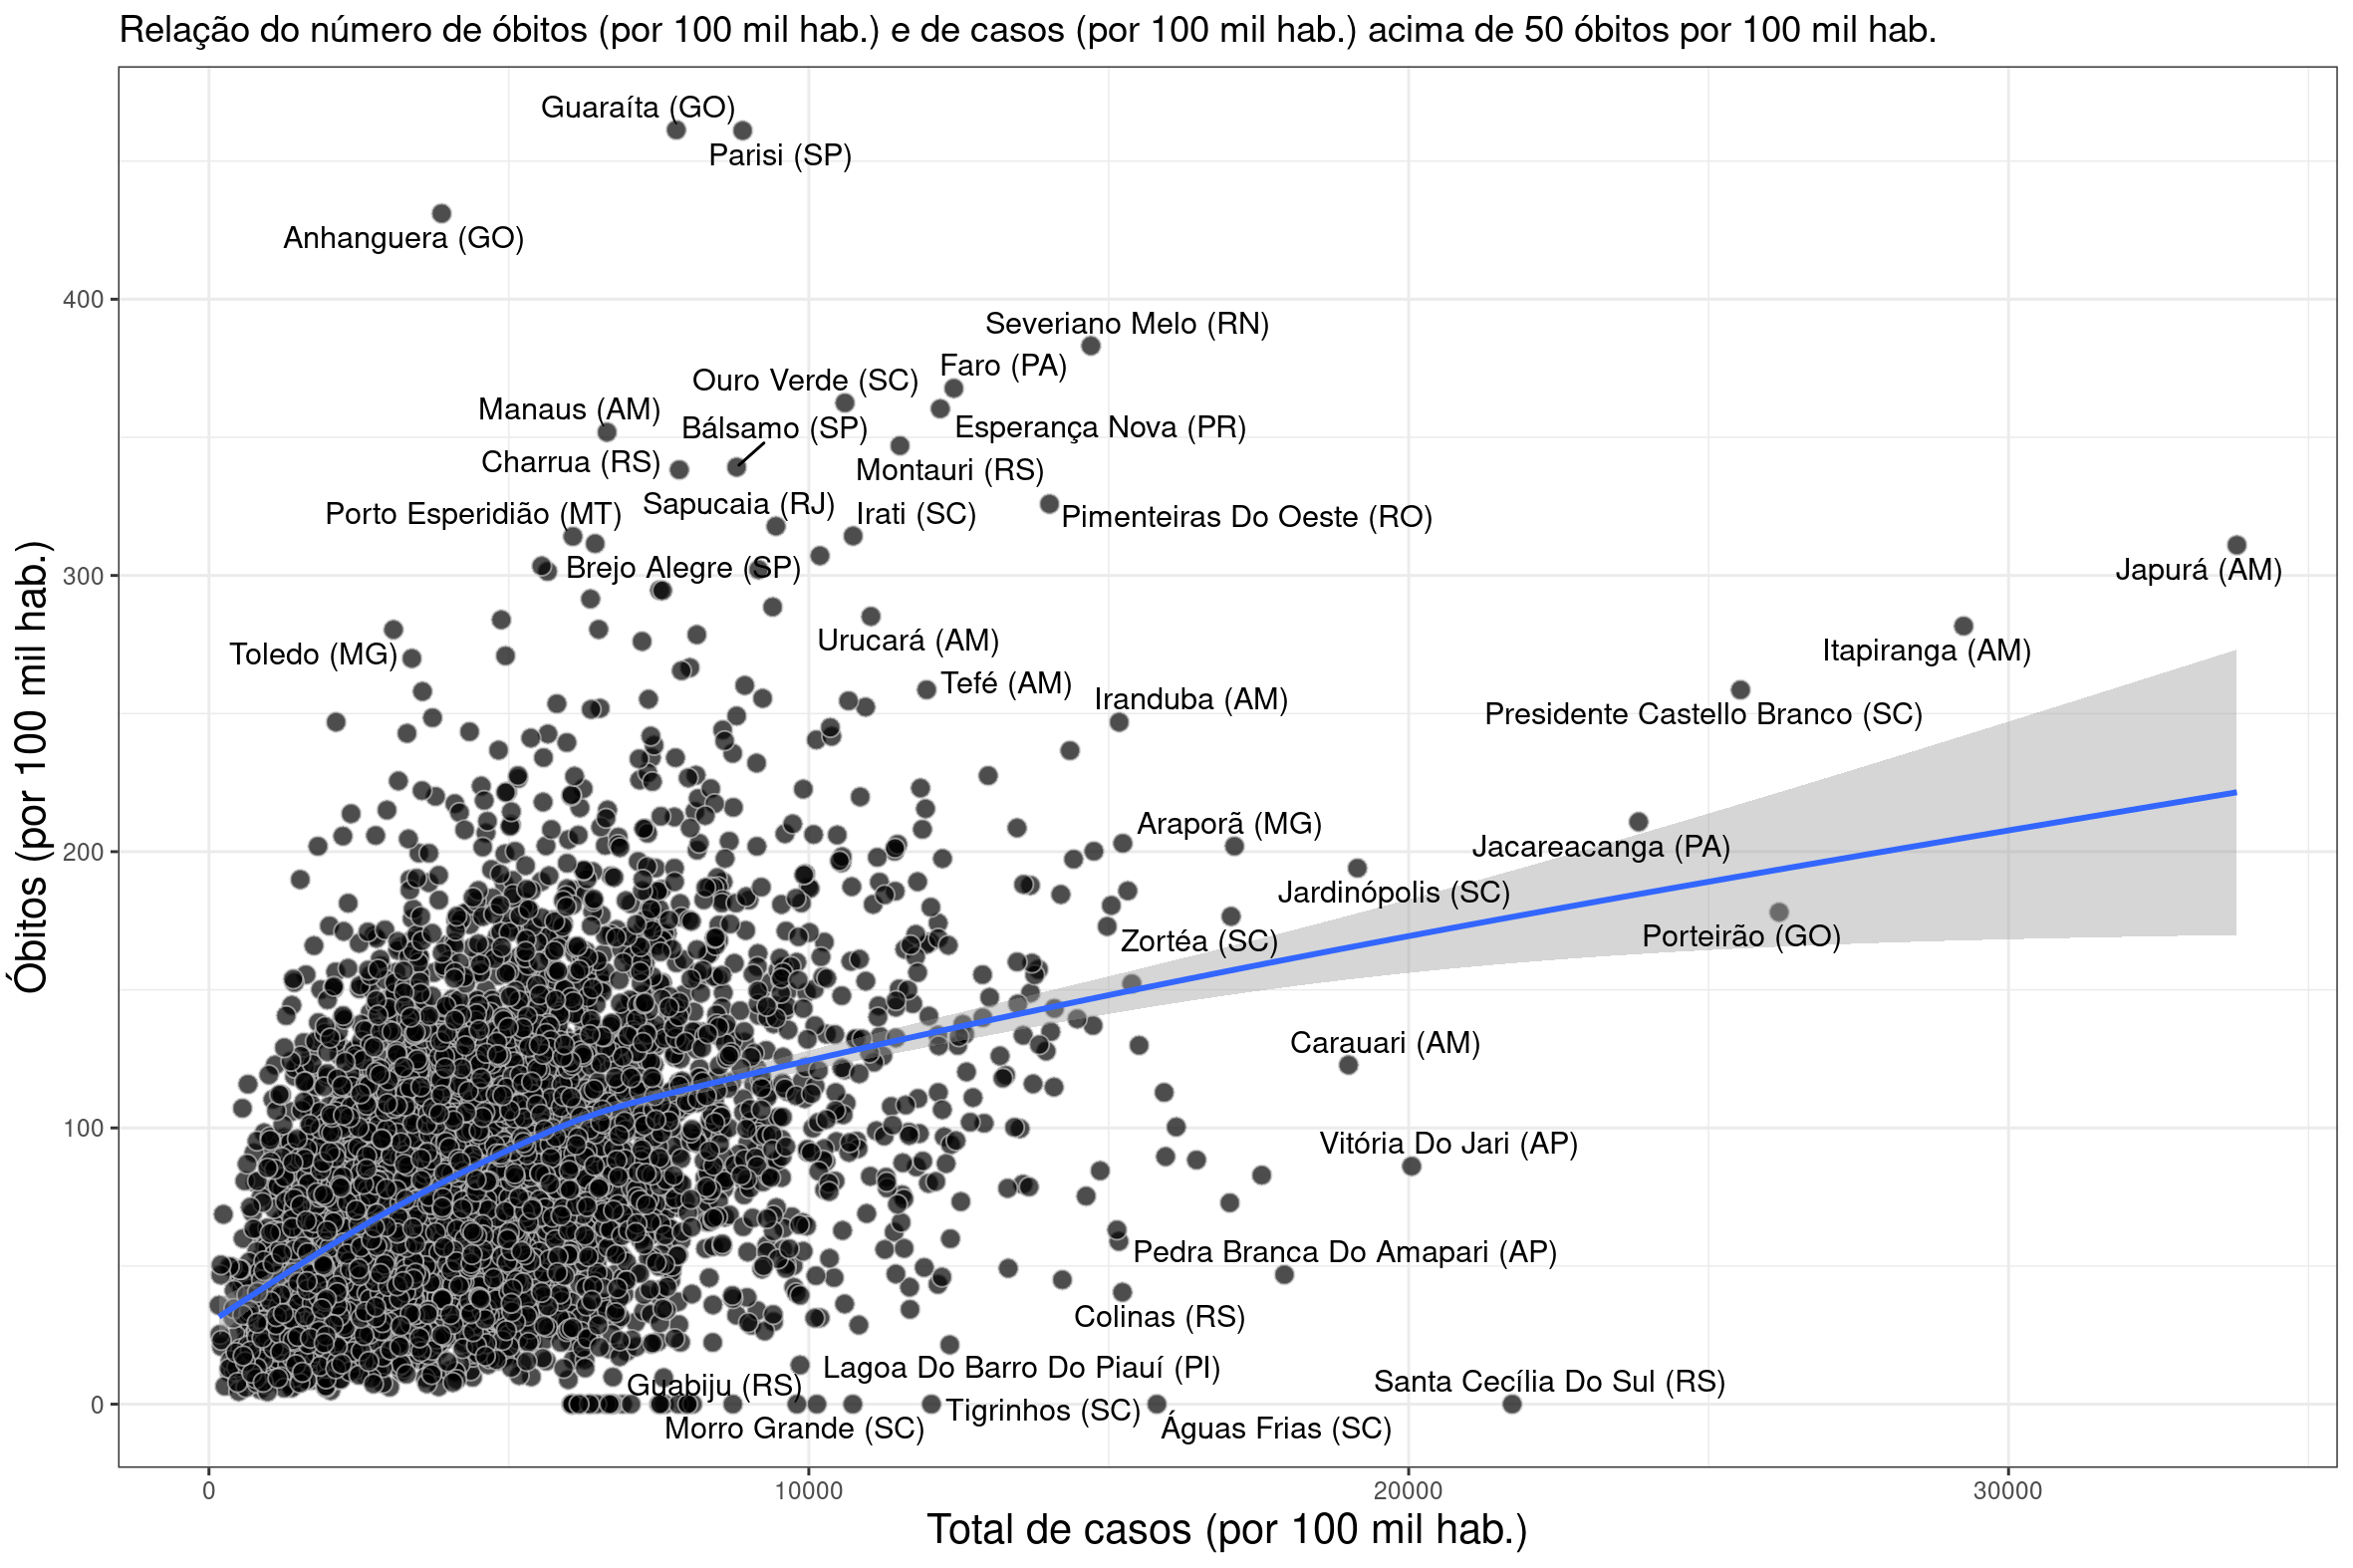 Relação do número de óbitos (por 100 mil hab.) e de casos (por 100 mil hab.) acima de 50 óbitos por 100 mil hab.
Guaraíta (GO)
Parisi (SP)
Anhanguera (GO)
400
Severiano Melo (RN)
Faro (PA)
Ouro Verde (SC)
Manaus (AM)
Bálsamo (SP)
Esperança Nova (PR)
Charrua (RS)
Montauri (RS)
Sapucaia (RJ)
Porto Esperidião (MT)
Irati (SC)
Pimenteiras Do Oeste (RO)
Brejo Alegre (SP)
Japurá (AM)
300
Urucará (AM)
Itapiranga (AM)
Toledo (MG)
Tefé (AM)
Iranduba (AM)
Presidente Castello Branco (SC)
Araporã (MG)
Jacareacanga (PA)
200
Jardinópolis (SC)
Porteirão (GO)
Zortéa (SC)
Óbitos (por 100 mil hab.)
Carauari (AM)
100
Vitória Do Jari (AP)
Pedra Branca Do Amapari (AP)
Colinas (RS)
Lagoa Do Barro Do Piauí (PI)
Guabiju (RS)
Santa Cecília Do Sul (RS)
0
Tigrinhos (SC)
Morro Grande (SC)
Águas Frias (SC)
0 10000 20000 30000
Total de casos (por 100 mil hab.)